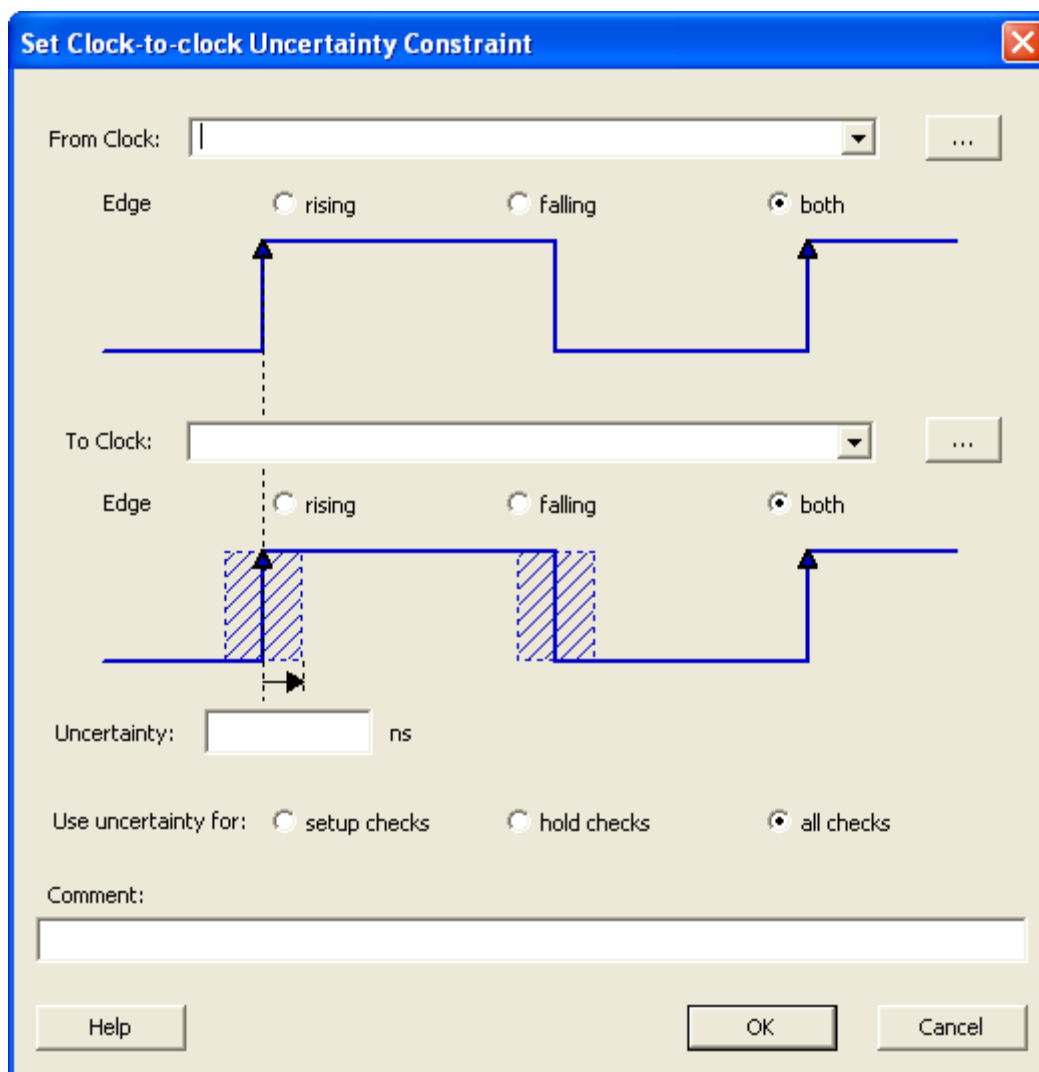 Set Clock-to-clock Uncertainty Constraint
From Clock: ...
Edge rising falling both
To Clock: ...
Edge rising falling both
Uncertainty: ns
Use uncertainty for: setup checks hold checks all checks
Comment:
Help OK Cancel